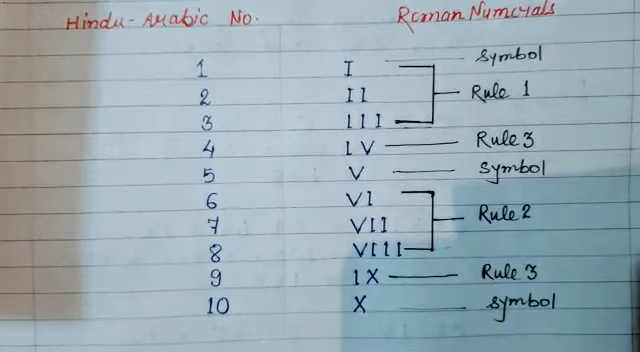 Hindu-Arabic No. Roman Numerals
1 I Symbol
2 II Rule 1
3 III
4 IV Rule 3
5 V Symbol
6 VI
7 VII Rule 2
8 VIII
9 IX Rule 3
10 X Symbol